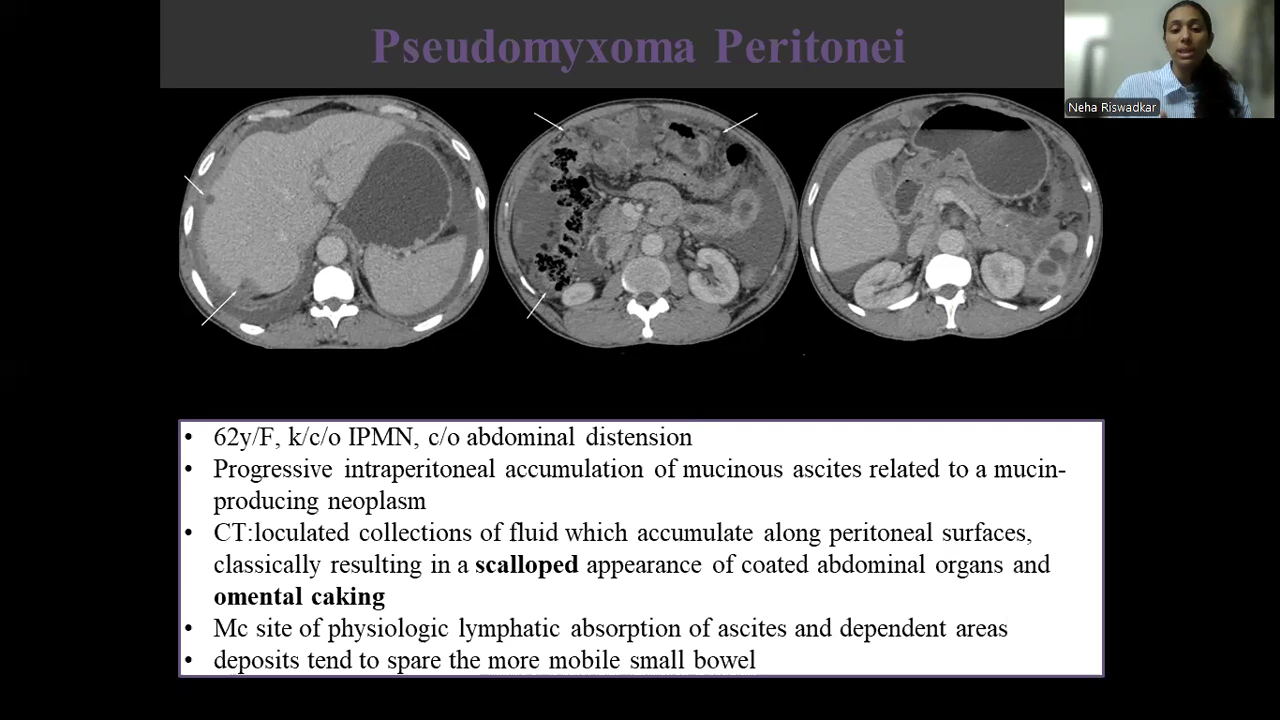 Pseudomyxoma Peritonei
Neha Riswadkar
• 62y/F, k/c/o IPMN, c/o abdominal distension
• Progressive intraperitoneal accumulation of mucinous ascites related to a mucin-
producing neoplasm
• CT:loculated collections of fluid which accumulate along peritoneal surfaces,
classically resulting in a scalloped appearance of coated abdominal organs and
omental caking
• Mc site of physiologic lymphatic absorption of ascites and dependent areas
• deposits tend to spare the more mobile small bowel